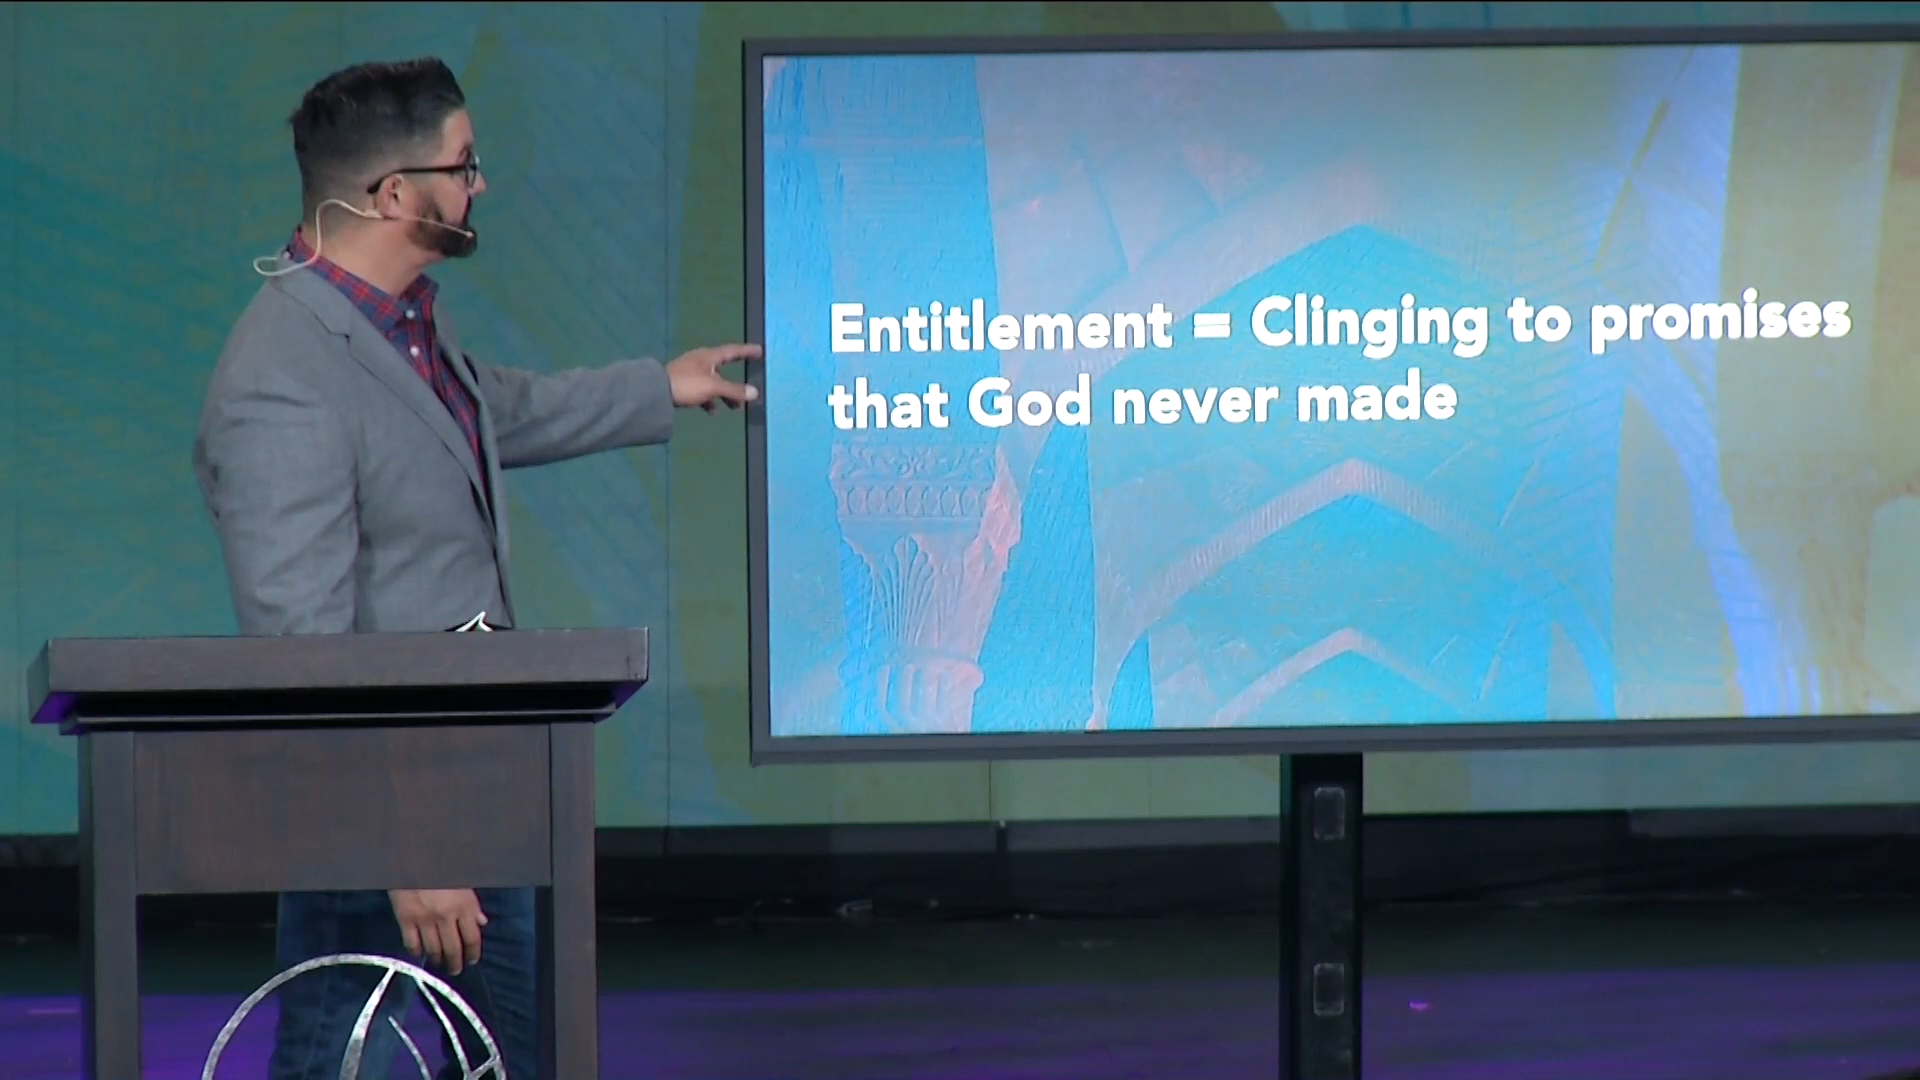 Entitlement = Clinging to promises
that God never made